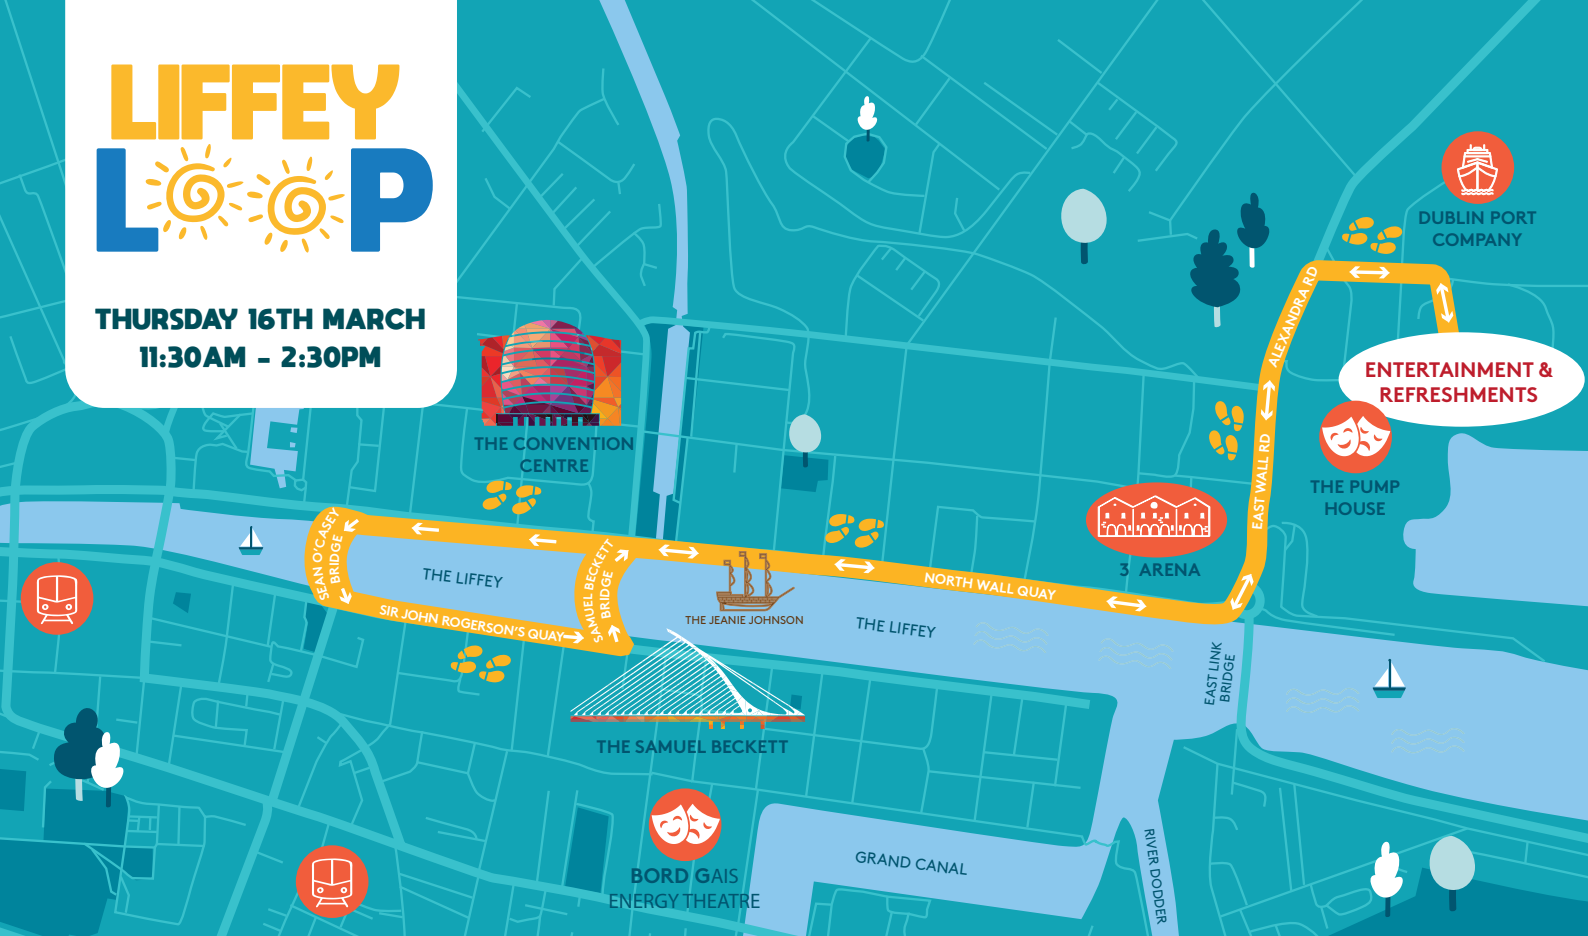 LIFFEY
LOOP
THURSDAY 16TH MARCH
11:30AM - 2:30PM
DUBLIN PORT
COMPANY
ALEXANDRA RD
ENTERTAINMENT &
REFRESHMENTS
THE CONVENTION
CENTRE
EAST WALL RD
THE PUMP
HOUSE
3 ARENA
SEAN O'CASEY
BRIDGE
THE LIFFEY
SAMUEL BECKETT
BRIDGE
NORTH WALL QUAY
SIR JOHN ROGERSON'S QUAY
THE JEANIE JOHNSON
THE LIFFEY
EAST LINK
BRIDGE
THE SAMUEL BECKETT
BORD GAIS
ENERGY THEATRE
GRAND CANAL
RIVER DODDER